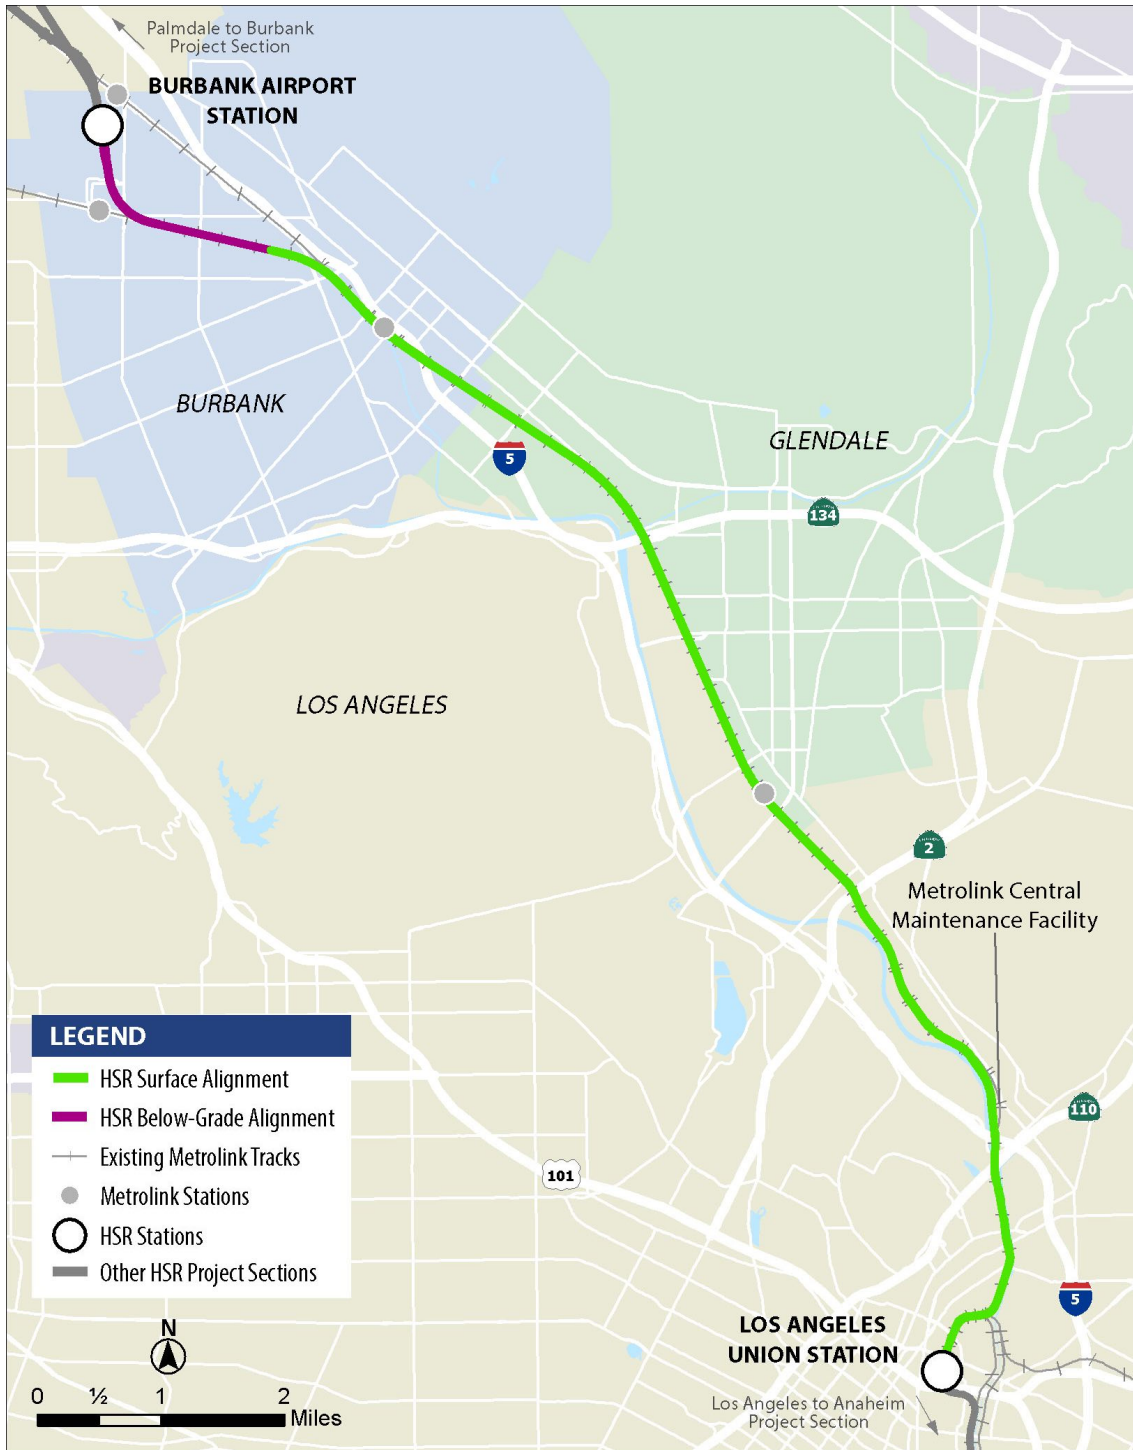 Palmdale to Burbank
Project Section
BURBANK AIRPORT
STATION
BURBANK
GLENDALE
5
134
LOS ANGELES
2
Metrolink Central
Maintenance Facility
LEGEND
HSR Surface Alignment
HSR Below-Grade Alignment
Existing Metrolink Tracks
Metrolink Stations
HSR Stations
Other HSR Project Sections
110
101
5
N
LOS ANGELES
UNION STATION
0 ½ 1 2
Miles
Los Angeles to Anaheim
Project Section